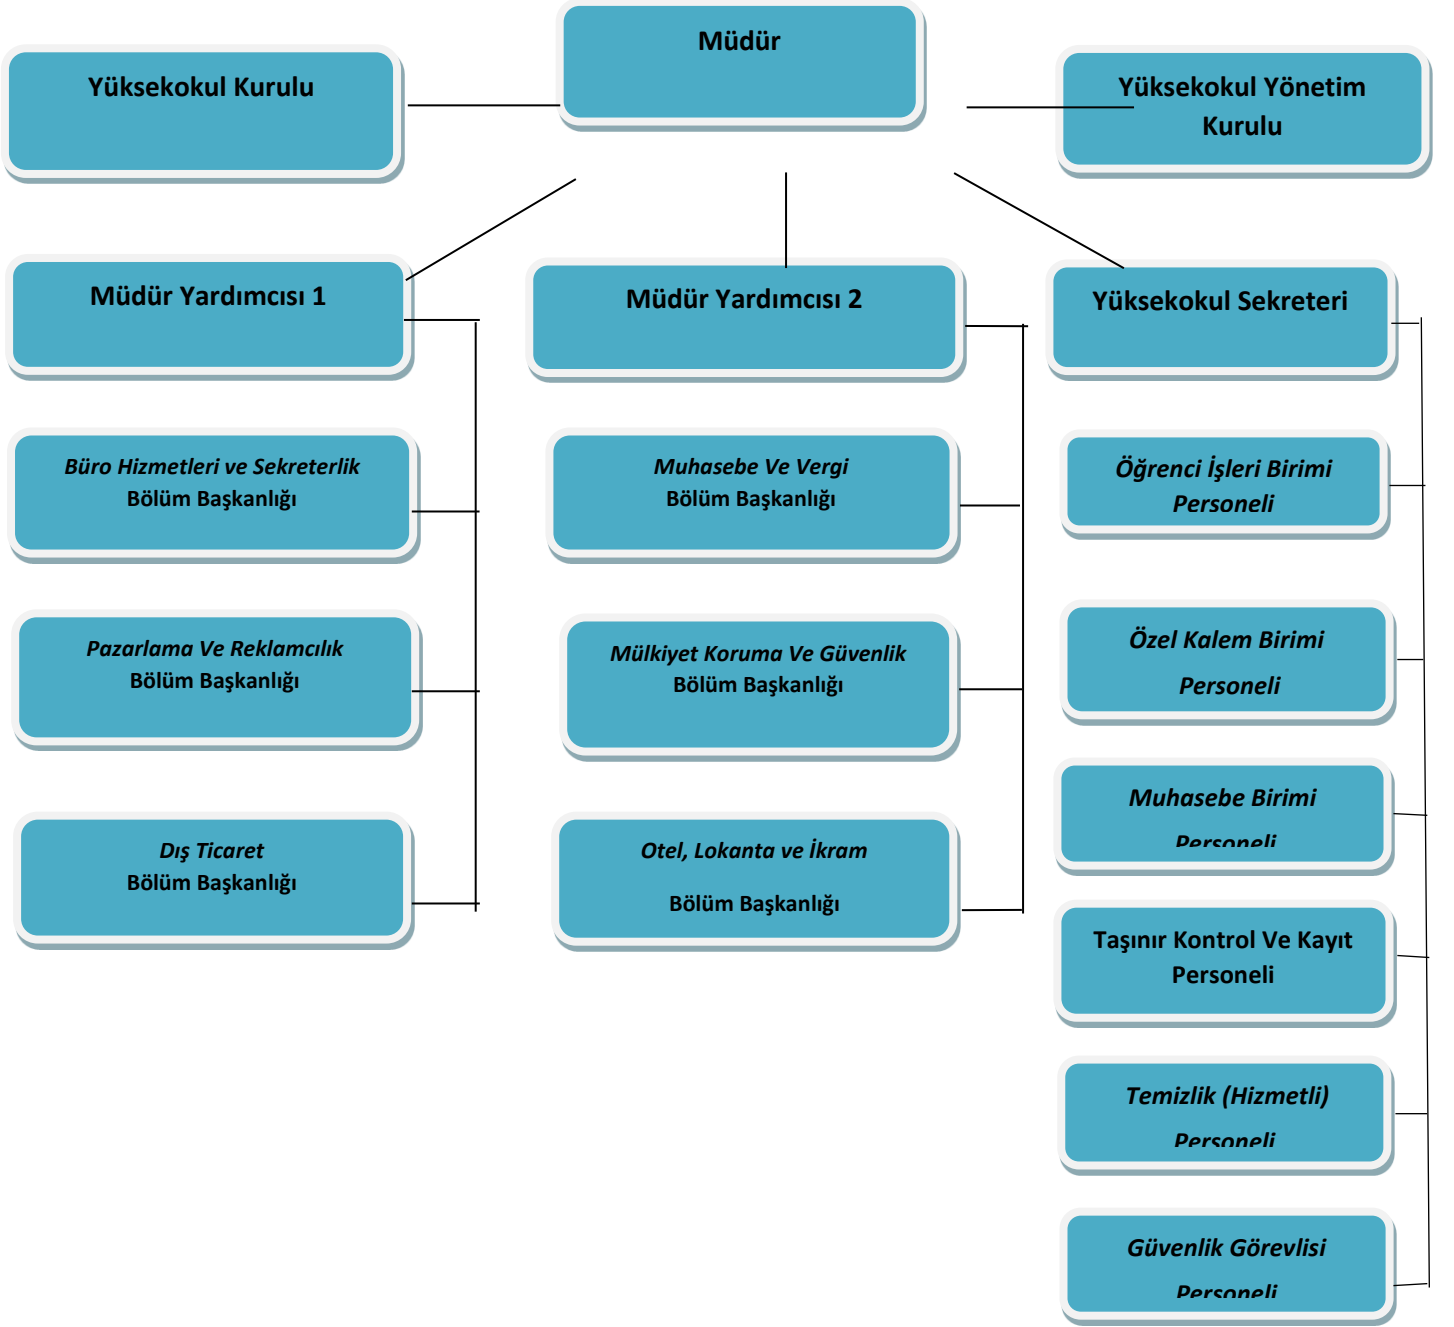 Müdür
Yüksekokul Kurulu
Yüksekokul Yönetim
Kurulu
Müdür Yardımcısı 1
Müdür Yardımcısı 2
Yüksekokul Sekreteri
Büro Hizmetleri ve Sekreterlik
Bölüm Başkanlığı
Muhasebe Ve Vergi
Bölüm Başkanlığı
Öğrenci İşleri Birimi
Personeli
Pazarlama Ve Reklamcılık
Bölüm Başkanlığı
Mülkiyet Koruma Ve Güvenlik
Bölüm Başkanlığı
Özel Kalem Birimi
Personeli
Muhasebe Birimi
Personeli
Dış Ticaret
Bölüm Başkanlığı
Otel, Lokanta ve İkram
Bölüm Başkanlığı
Taşınır Kontrol Ve Kayıt
Personeli
Temizlik (Hizmetli)
Personeli
Güvenlik Görevlisi
Personeli